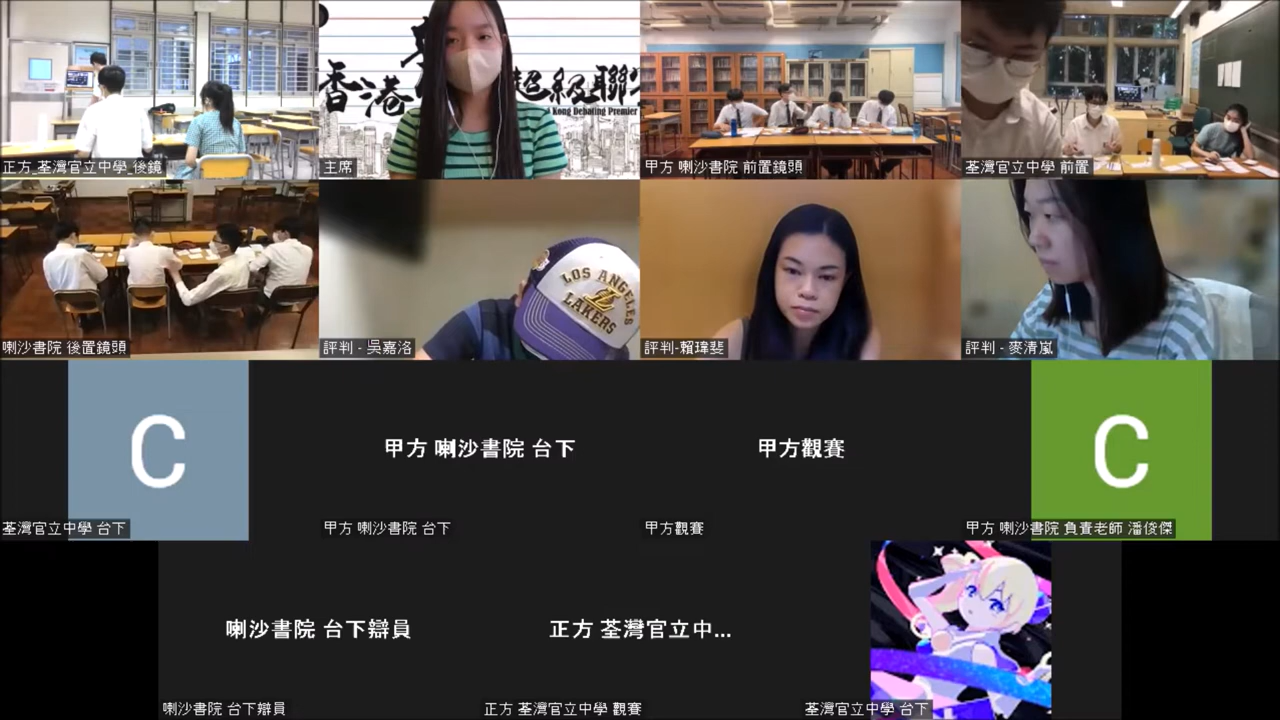 正方_荃灣官立中學_後鏡
香港
超級聯
Kong Debating Premier
主席
甲方 喇沙書院 前置鏡頭
荃灣官立中學 前置
喇沙書院 後置鏡頭
LOS ANGELES
LAKERS
評判 - 吳嘉洛
評判-賴瑋斐
評判 - 麥清嵐
C
荃灣官立中學 台下
甲方 喇沙書院 台下
甲方 喇沙書院 台下
甲方觀賽
甲方觀賽
C
甲方 喇沙書院 負責老師 潘俊傑
喇沙書院 台下辯員
喇沙書院 台下辯員
正方 荃灣官立中...
正方 荃灣官立中學 觀賽
荃灣官立中學 台下